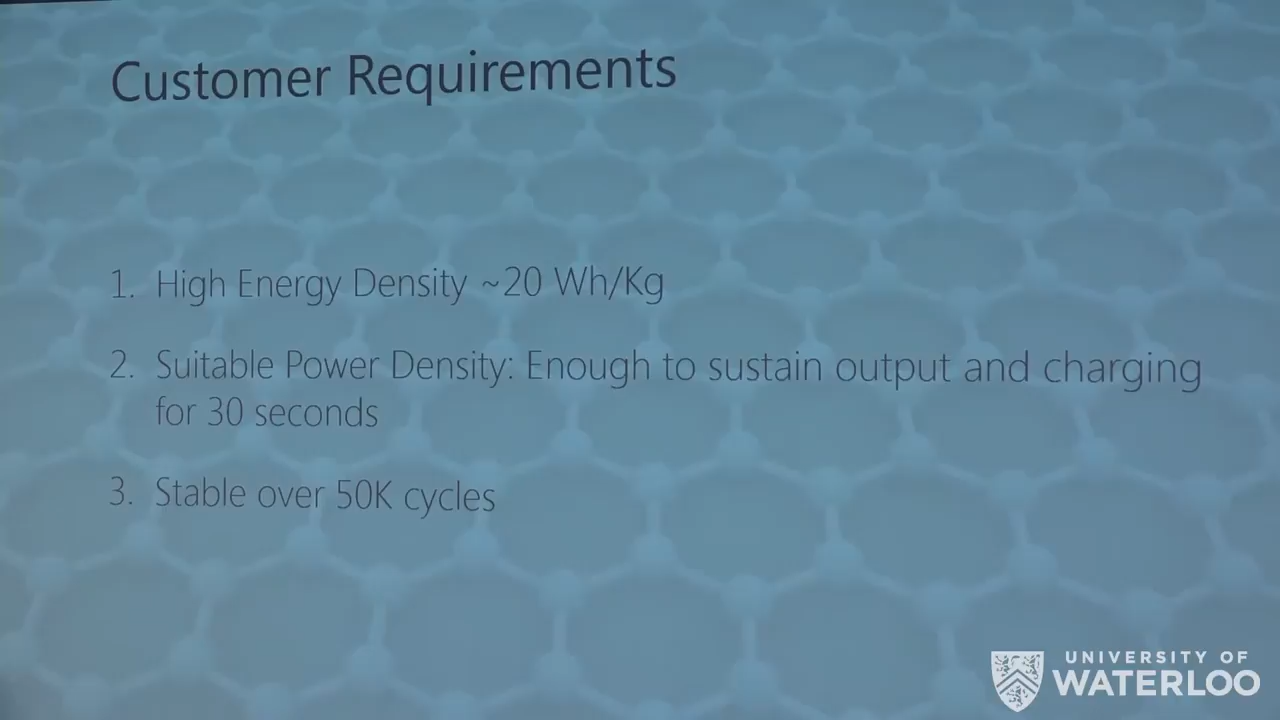 Customer Requirements
1. High Energy Density ~20 Wh/Kg
2. Suitable Power Density: Enough to sustain output and charging
for 30 seconds
3. Stable over 50K cycles
UNIVERSITY OF
WATERLOO